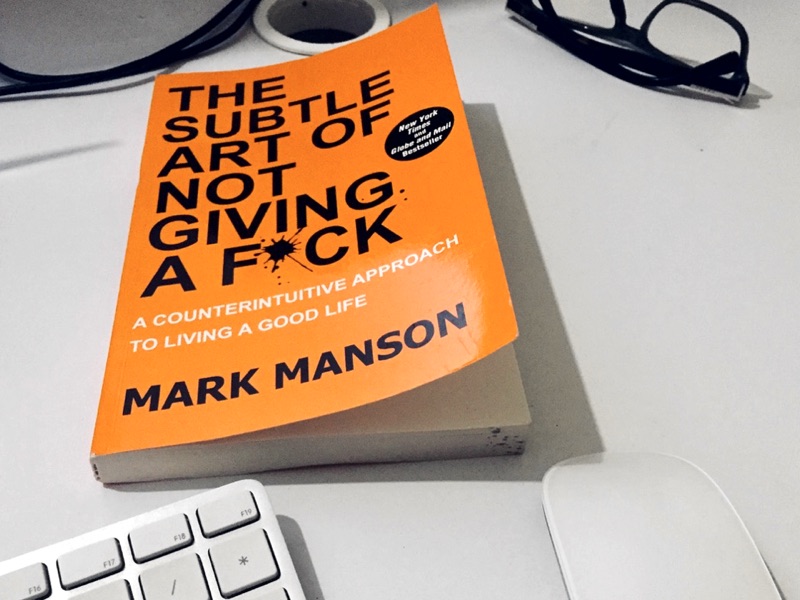 THE
SUBTLE
ART OF
NOT
GIVING
A F*CK
New York
Times
and
Globe and Mail
Bestseller
A COUNTERINTUITIVE APPROACH
TO LIVING A GOOD LIFE
MARK MANSON
F16
F17
F18
F19
/
*